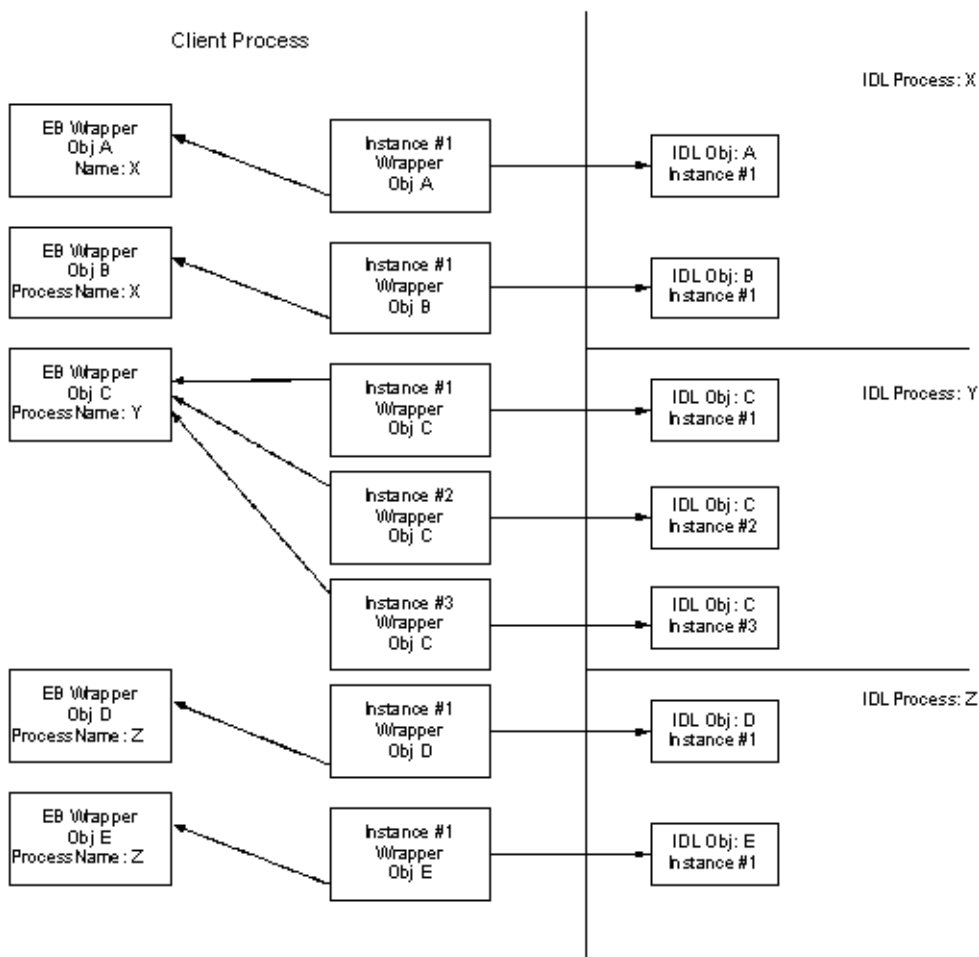 Client Process
IDL Process: X
EB Wrapper
Obj A
Name: X
Instance #1
Wrapper
Obj A
IDL Obj: A
Instance #1
EB Wrapper
Obj B
Process Name: X
Instance #1
Wrapper
Obj B
IDL Obj: B
Instance #1
EB Wrapper
Obj C
Process Name: Y
Instance #1
Wrapper
Obj C
IDL Obj: C
Instance #1
IDL Process: Y
Instance #2
Wrapper
Obj C
IDL Obj: C
Instance #2
Instance #3
Wrapper
Obj C
IDL Obj: C
Instance #3
EB Wrapper
Obj D
Process Name: Z
Instance #1
Wrapper
Obj D
IDL Obj: D
Instance #1
IDL Process: Z
EB Wrapper
Obj E
Process Name: Z
Instance #1
Wrapper
Obj E
IDL Obj: E
Instance #1